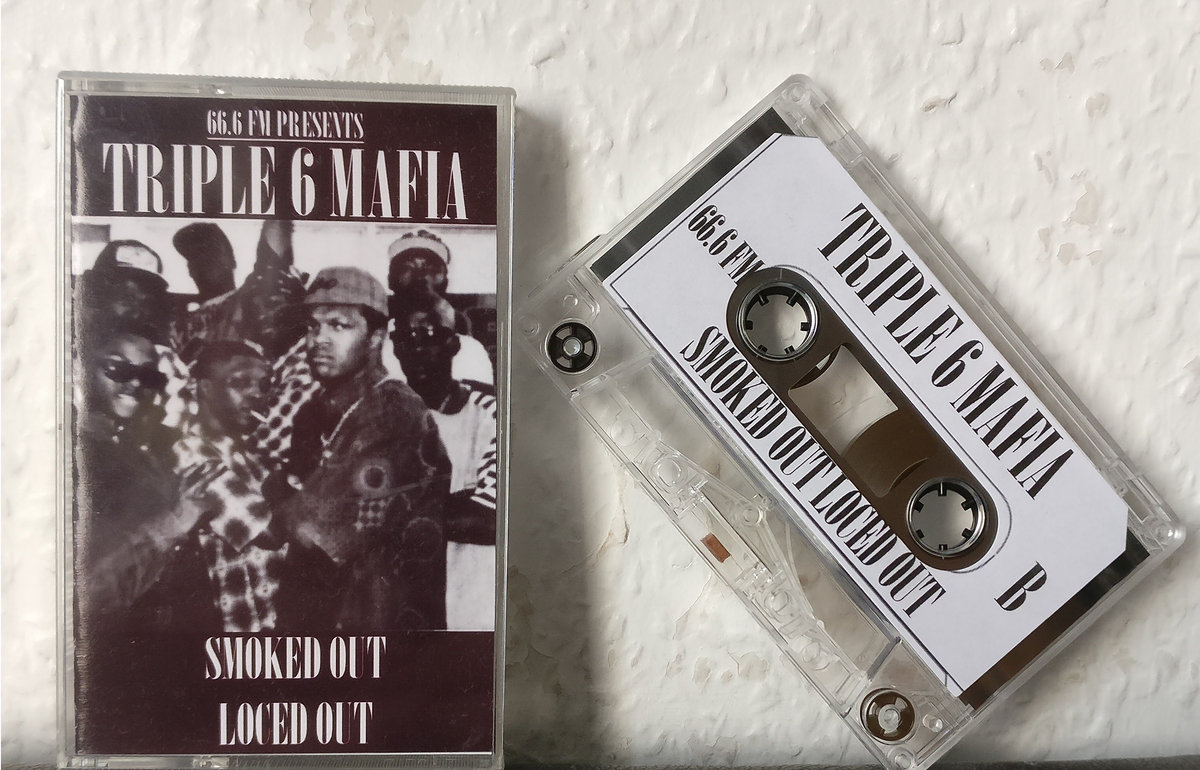 66.6 FM PRESENTS
TRIPLE 6 MAFIA
SMOKED OUT
LOCED OUT
TRIPLE 6 MAFIA
66.6 FM
SMOKED OUT LOCED OUT
B